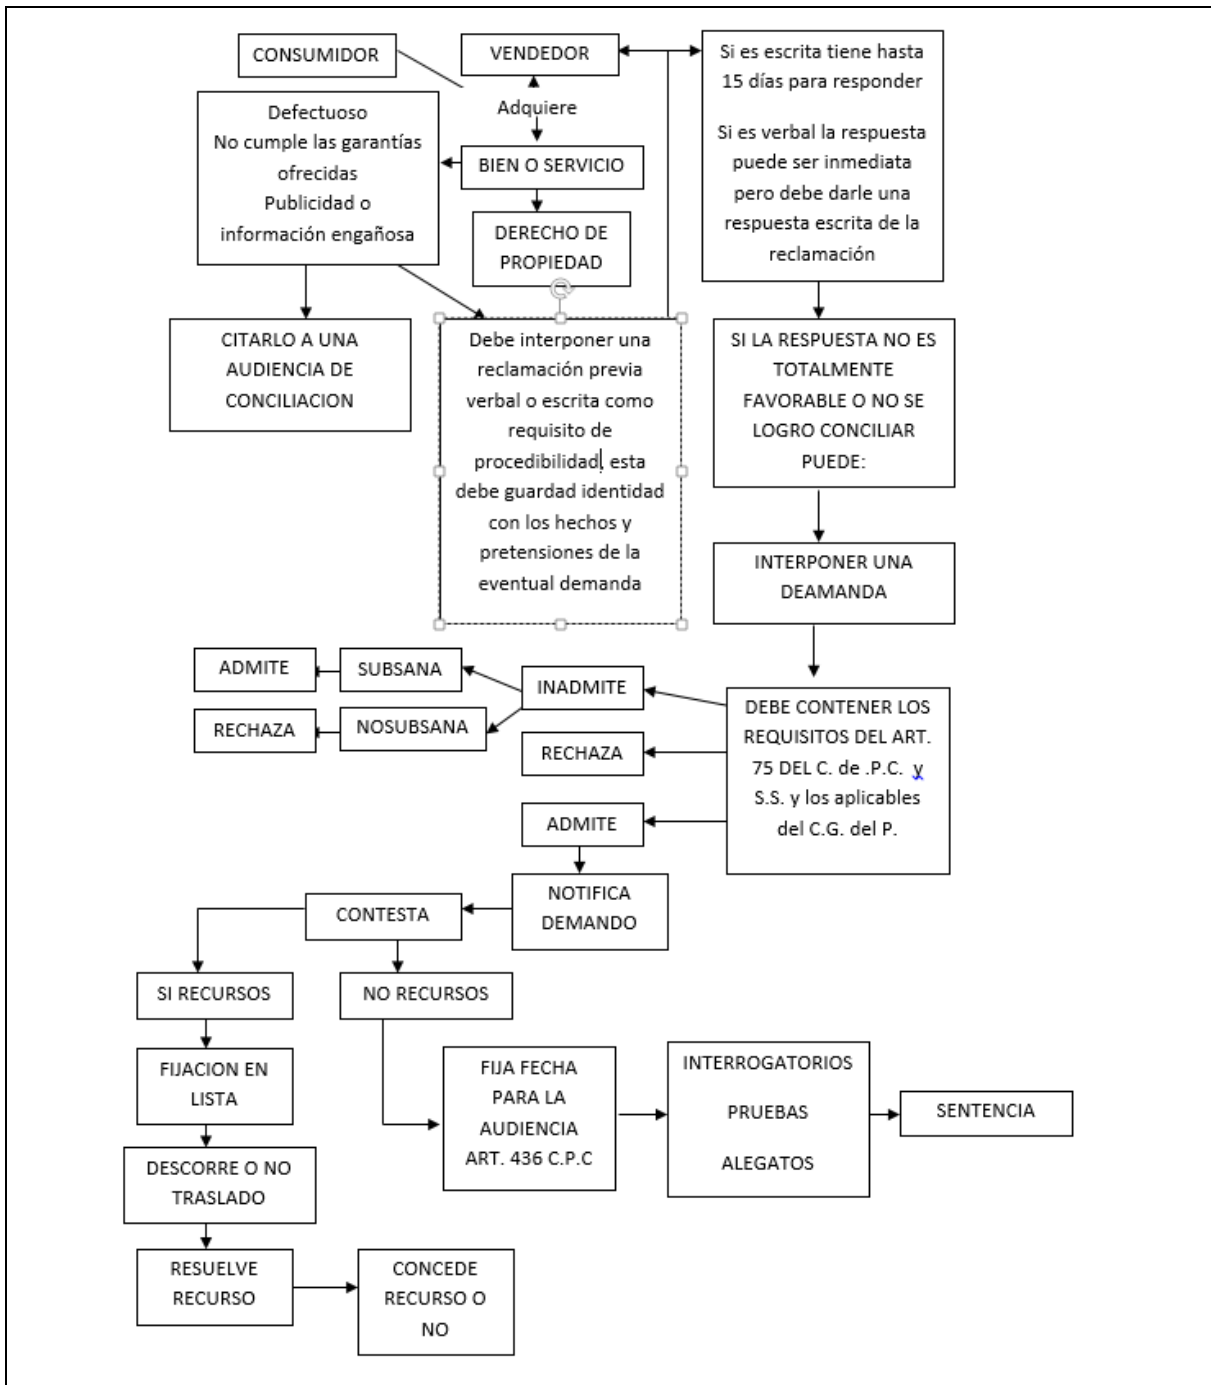 CONSUMIDOR
VENDEDOR
Adquiere
BIEN O SERVICIO
DERECHO DE
PROPIEDAD
Defectuoso
No cumple las garantías
ofrecidas
Publicidad o
información engañosa
Si es escrita tiene hasta
15 días para responder
Si es verbal la respuesta
puede ser inmediata
pero debe darle una
respuesta escrita de la
reclamación
CITARLO A UNA
AUDIENCIA DE
CONCILIACION
Debe interponer una
reclamación previa
verbal o escrita como
requisito de
procedibilidad, esta
debe guardad identidad
con los hechos y
pretensiones de la
eventual demanda
SI LA RESPUESTA NO ES
TOTALMENTE
FAVORABLE O NO SE
LOGRO CONCILIAR
PUEDE:
INTERPONER UNA
DEAMANDA
DEBE CONTENER LOS
REQUISITOS DEL ART.
75 DEL C. de .P.C. y
S.S. y los aplicables
del C.G. del P.
INADMITE
SUBSANA
ADMITE
NOSUBSANA
RECHAZA
RECHAZA
ADMITE
NOTIFICA
DEMANDO
CONTESTA
SI RECURSOS
NO RECURSOS
FIJACION EN
LISTA
DESCORRE O NO
TRASLADO
RESUELVE
RECURSO
CONCEDE
RECURSO O
NO
FIJA FECHA
PARA LA
AUDIENCIA
ART. 436 C.P.C
INTERROGATORIOS
PRUEBAS
ALEGATOS
SENTENCIA